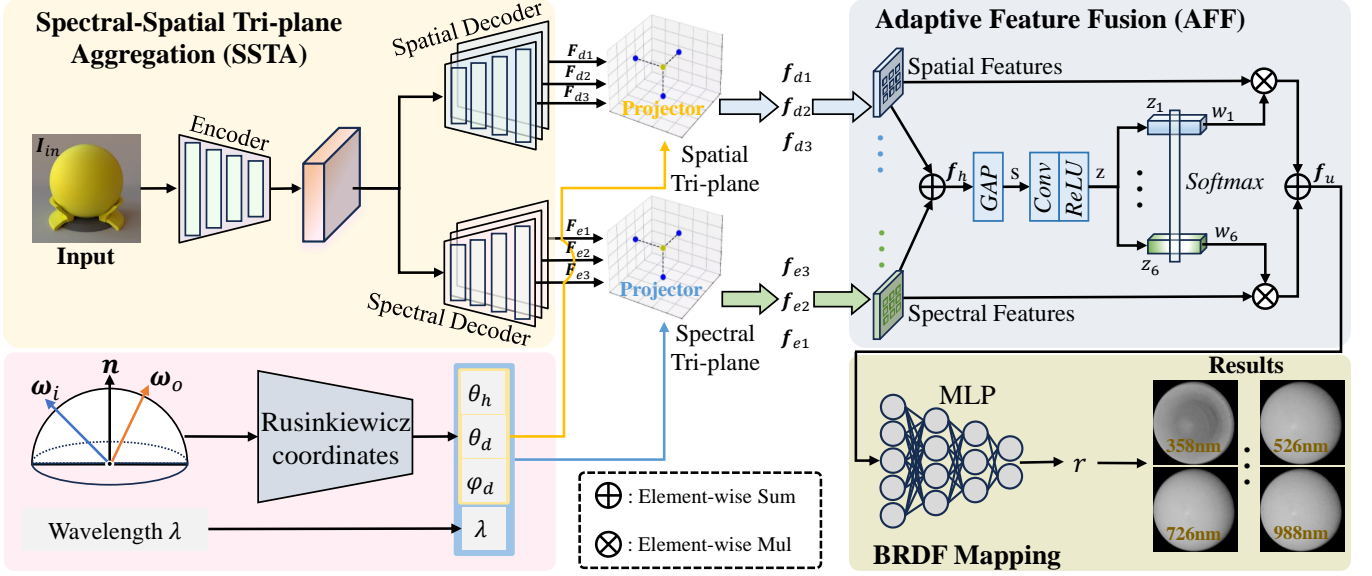 Spectral-Spatial Tri-plane
Aggregation (SSTA)
I_in
Input
Encoder
Spatial Decoder
F_d1
F_d2
F_d3
Projector
Spatial
Tri-plane
Spectral Decoder
F_e1
F_e2
F_e3
Projector
Spectral
Tri-plane
f_d1
f_d2
f_d3
f_e3
f_e2
f_e1
Adaptive Feature Fusion (AFF)
Spatial Features
Spectral Features
f_h
GAP
s
Conv
ReLU
z
z_1
w_1
Softmax
z_6
w_6
f_u
n
ω_i
ω_o
Rusinkiewicz
coordinates
θ_h
θ_d
φ_d
λ
Wavelength λ
: Element-wise Sum
: Element-wise Mul
MLP
r
BRDF Mapping
Results
358nm
526nm
726nm
988nm